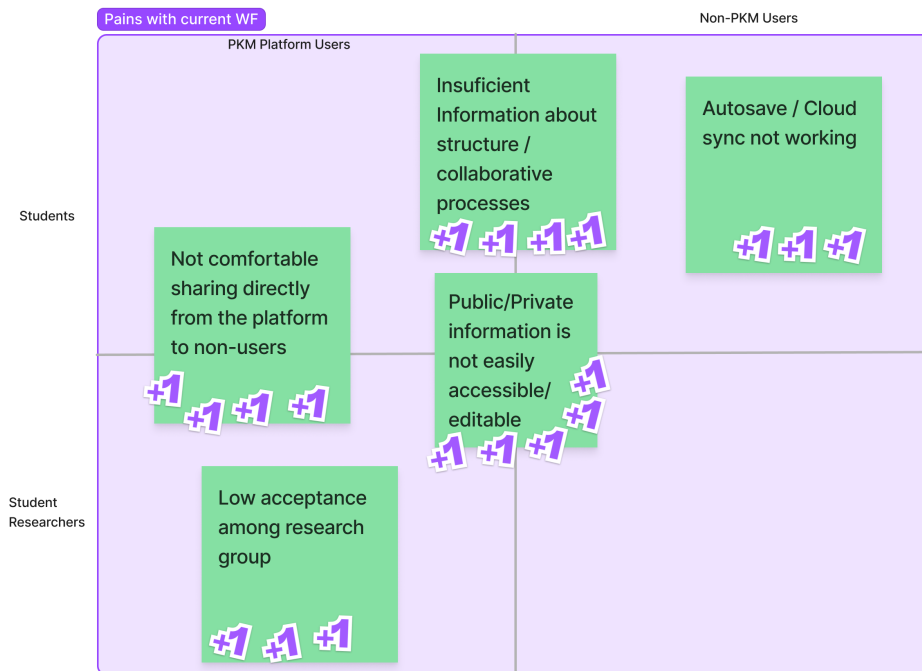 Pains with current WF
Non-PKM Users
PKM Platform Users
Insuficient
Information about
structure /
collaborative
processes
+1 +1 +1 +1
Autosave / Cloud
sync not working
+1 +1 +1
Students
Not comfortable
sharing directly
from the platform
to non-users
+1 +1 +1 +1
Public/Private
information is
not easily
accessible/
editable
+1
+1
+1 +1 +1
Student
Researchers
Low acceptance
among research
group
+1 +1 +1